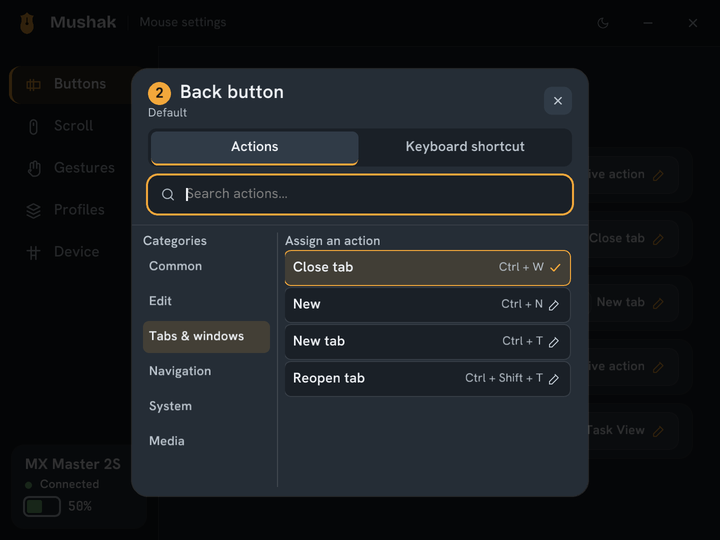 Mushak
Mouse settings
Buttons
Scroll
Gestures
Profiles
Device
MX Master 2S
Connected
50%
2 Back button
Default
Actions
Keyboard shortcut
Search actions...
Categories
Common
Edit
Tabs & windows
Navigation
System
Media
Assign an action
Close tab Ctrl + W
New Ctrl + N
New tab Ctrl + T
Reopen tab Ctrl + Shift + T
action
Close tab
New tab
action
Task View